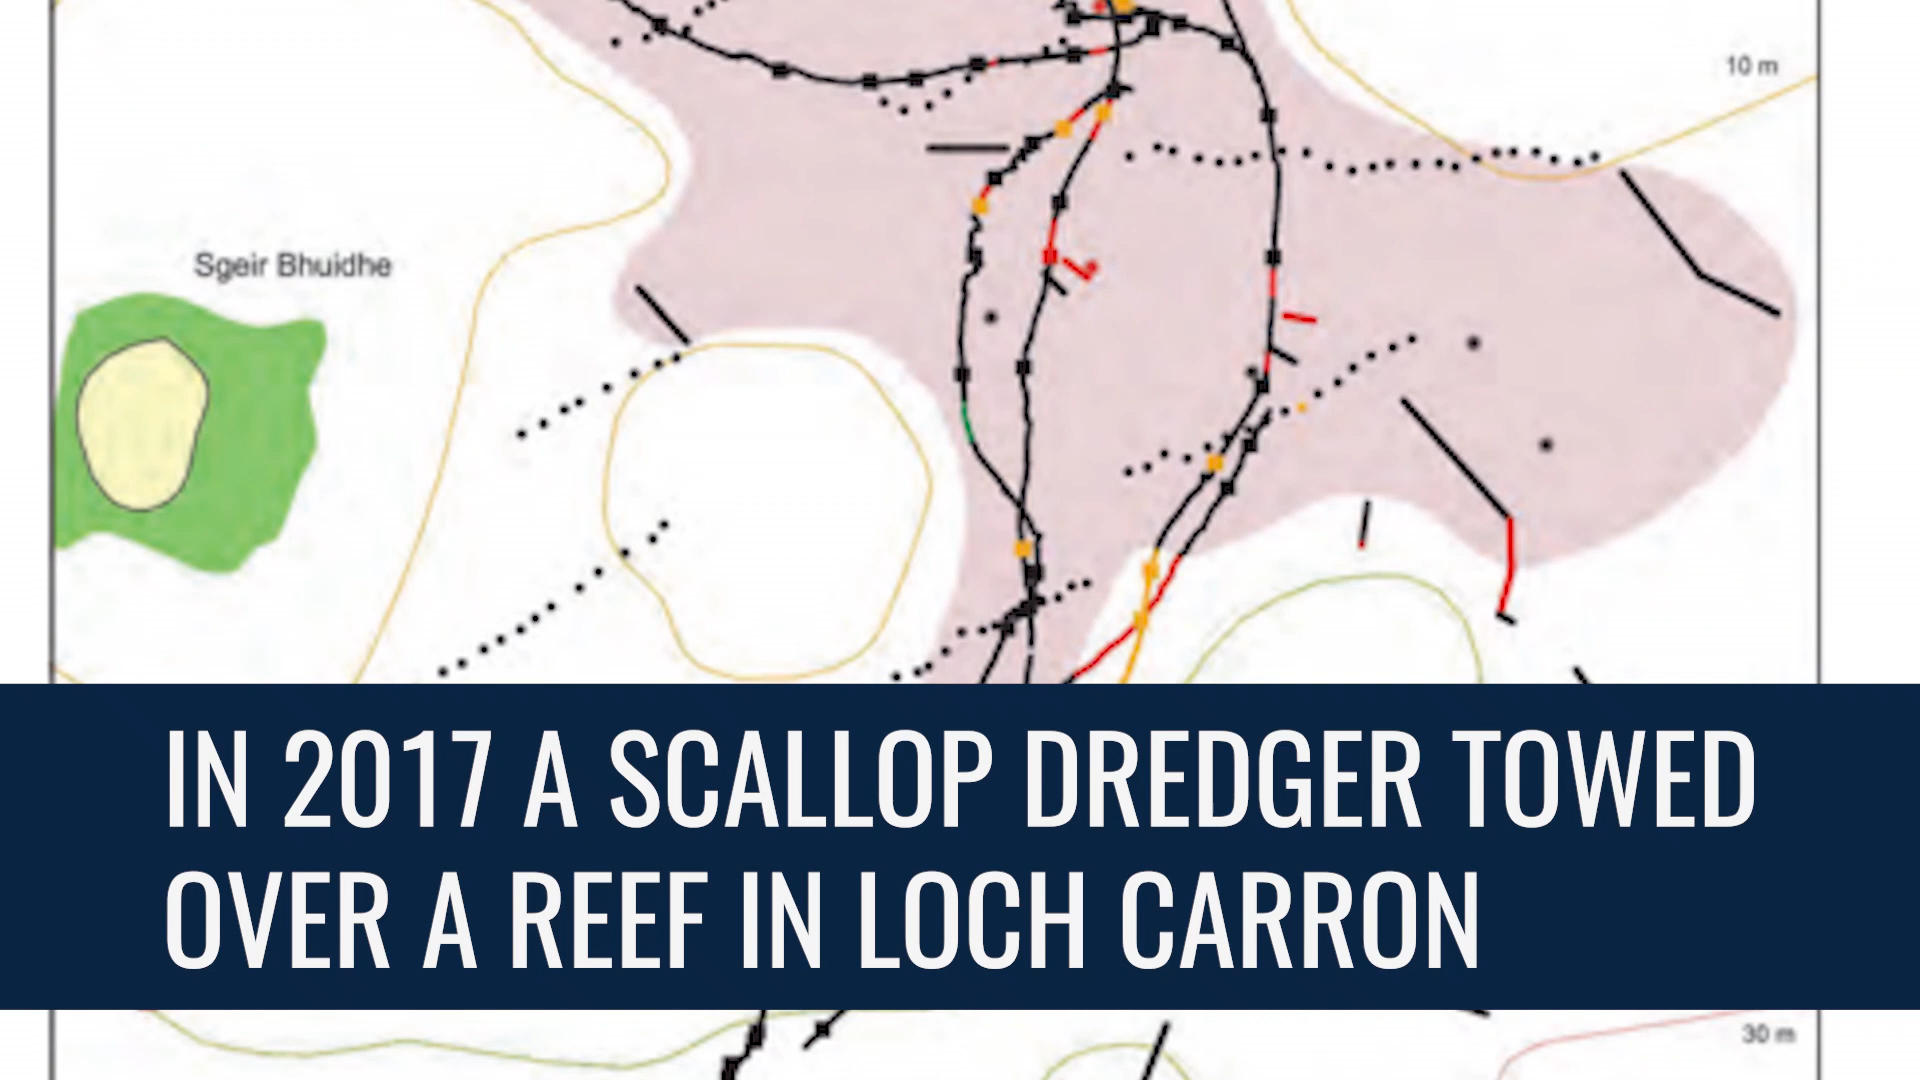 10 m
Sgeir Bhuidhe
IN 2017 A SCALLOP DREDGER TOWED
OVER A REEF IN LOCH CARRON
30 m